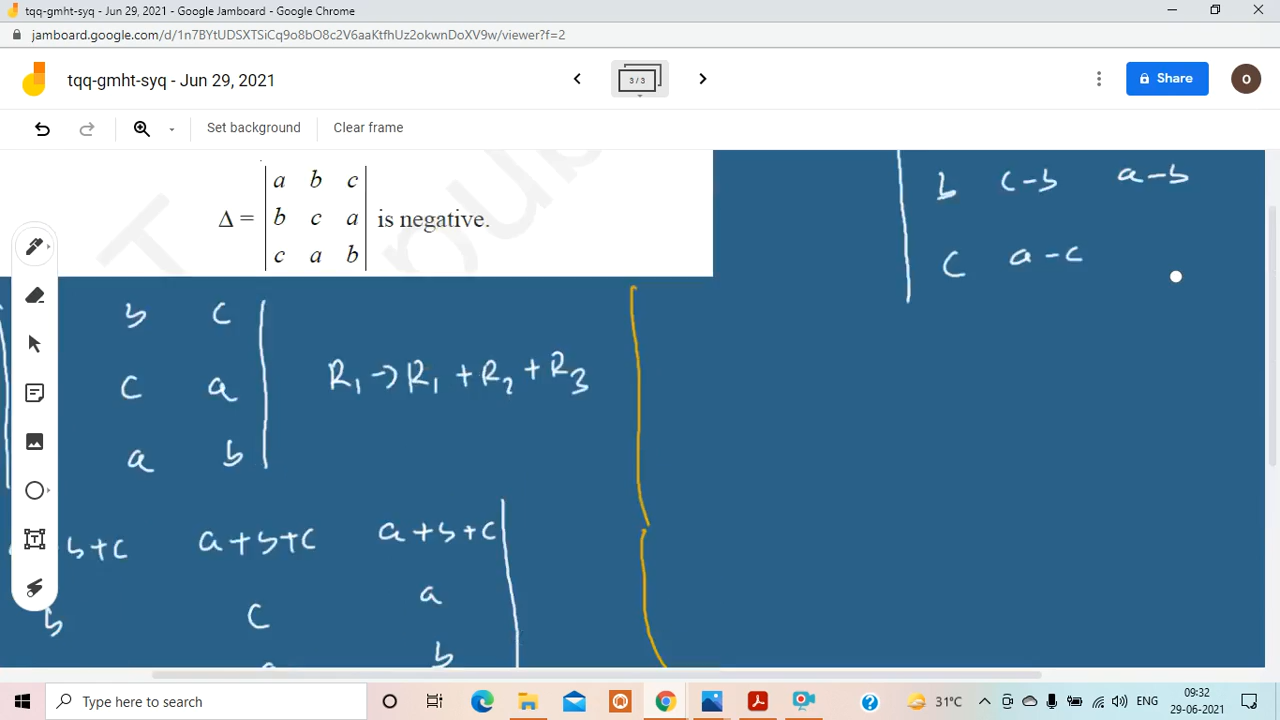 tqq-gmht-syq - Jun 29, 2021 - Google Jamboard - Google Chrome
jamboard.google.com/d/1n7BYtUDSXTSiCq9o8bO8c2V6aaKtfhUz2okwnDoXV9w/viewer?f=2
tqq-gmht-syq - Jun 29, 2021
3 / 3
Share
O
Set background
Clear frame
a b c
Δ = b c a is negative.
c a b
b c-b a-b
c a-c
b c
c a
a b
R1 → R1 + R2 + R3
b+c a+b+c a+b+c
b c a
a b
Type here to search
31°C
ENG
09:32
29-06-2021